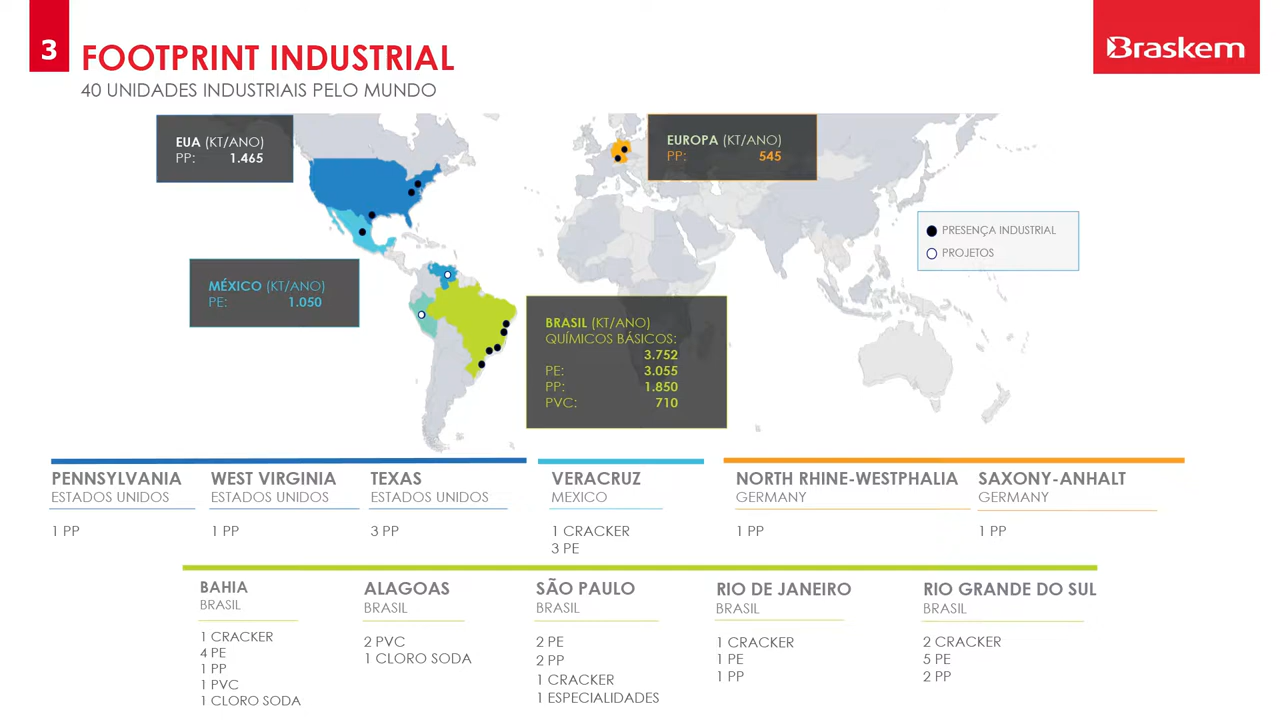 3
FOOTPRINT INDUSTRIAL
40 UNIDADES INDUSTRIAIS PELO MUNDO
Braskem
EUA (KT/ANO)
PP: 1.465
EUROPA (KT/ANO)
PP: 545
PRESENÇA INDUSTRIAL
PROJETOS
MÉXICO (KT/ANO)
PE: 1.050
BRASIL (KT/ANO)
QUÍMICOS BÁSICOS:
3.752
PE: 3.055
PP: 1.850
PVC: 710
PENNSYLVANIA
ESTADOS UNIDOS
1 PP
WEST VIRGINIA
ESTADOS UNIDOS
1 PP
TEXAS
ESTADOS UNIDOS
3 PP
VERACRUZ
MEXICO
1 CRACKER
3 PE
NORTH RHINE-WESTPHALIA
GERMANY
1 PP
SAXONY-ANHALT
GERMANY
1 PP
BAHIA
BRASIL
1 CRACKER
4 PE
1 PP
1 PVC
1 CLORO SODA
ALAGOAS
BRASIL
2 PVC
1 CLORO SODA
SÃO PAULO
BRASIL
2 PE
2 PP
1 CRACKER
1 ESPECIALIDADES
RIO DE JANEIRO
BRASIL
1 CRACKER
1 PE
1 PP
RIO GRANDE DO SUL
BRASIL
2 CRACKER
5 PE
2 PP